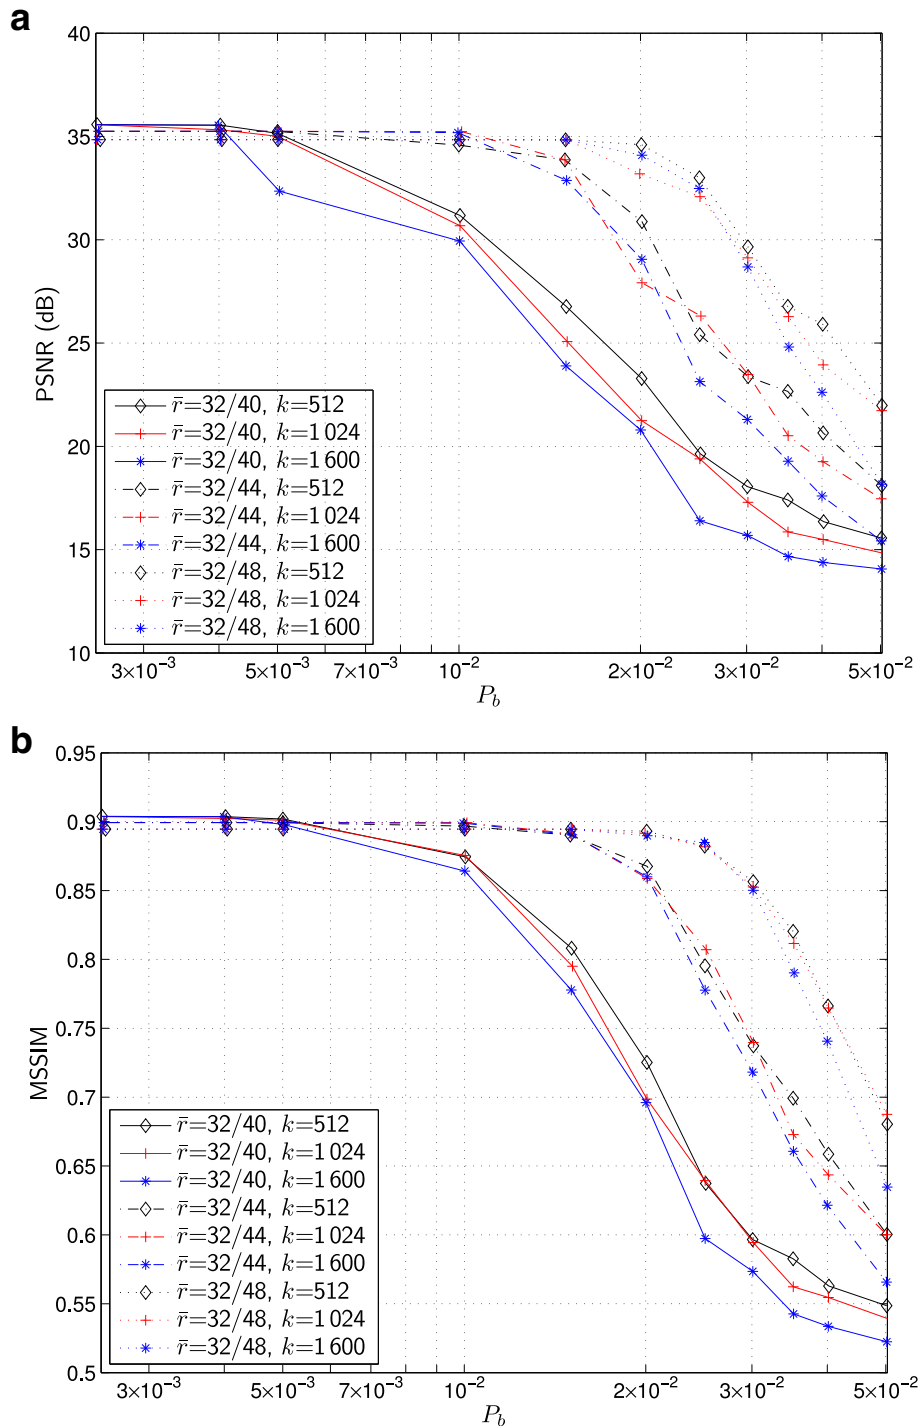 a
40
35
30
25
20
15
10
PSNR (dB)
r̄=32/40, k=512
r̄=32/40, k=1 024
r̄=32/40, k=1 600
r̄=32/44, k=512
r̄=32/44, k=1 024
r̄=32/44, k=1 600
r̄=32/48, k=512
r̄=32/48, k=1 024
r̄=32/48, k=1 600
3×10⁻³ 5×10⁻³ 7×10⁻³ 10⁻² 2×10⁻² 3×10⁻² 5×10⁻²
P_b
b
0.95
0.9
0.85
0.8
0.75
0.7
0.65
0.6
0.55
0.5
MSSIM
r̄=32/40, k=512
r̄=32/40, k=1 024
r̄=32/40, k=1 600
r̄=32/44, k=512
r̄=32/44, k=1 024
r̄=32/44, k=1 600
r̄=32/48, k=512
r̄=32/48, k=1 024
r̄=32/48, k=1 600
3×10⁻³ 5×10⁻³ 7×10⁻³ 10⁻² 2×10⁻² 3×10⁻² 5×10⁻²
P_b